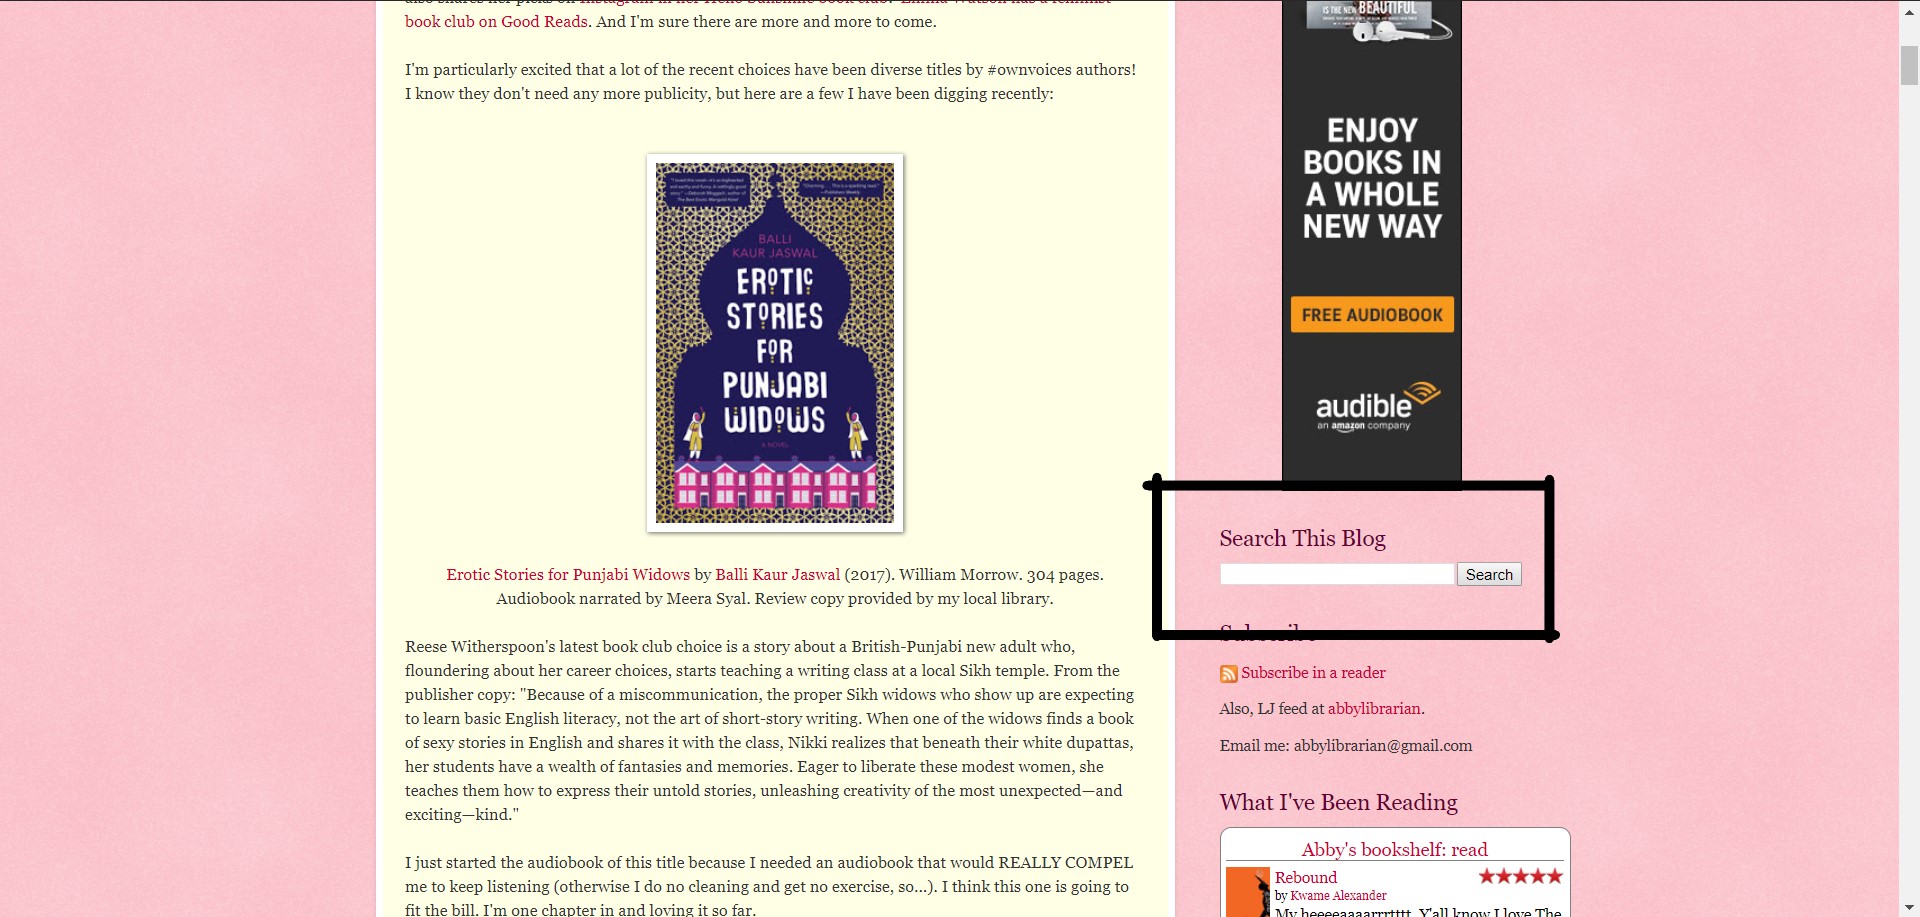 book club on Good Reads. And I'm sure there are more and more to come.
I'm particularly excited that a lot of the recent choices have been diverse titles by #ownvoices authors!
I know they don't need any more publicity, but here are a few I have been digging recently:
BALLI
KAUR JASWAL
EROTIC
STORIES
FOR
PUNJABI
WIDOWS
A NOVEL
Erotic Stories for Punjabi Widows by Balli Kaur Jaswal (2017). William Morrow. 304 pages.
Audiobook narrated by Meera Syal. Review copy provided by my local library.
Reese Witherspoon's latest book club choice is a story about a British-Punjabi new adult who,
floundering about her career choices, starts teaching a writing class at a local Sikh temple. From the
publisher copy: "Because of a miscommunication, the proper Sikh widows who show up are expecting
to learn basic English literacy, not the art of short-story writing. When one of the widows finds a book
of sexy stories in English and shares it with the class, Nikki realizes that beneath their white dupattas,
her students have a wealth of fantasies and memories. Eager to liberate these modest women, she
teaches them how to express their untold stories, unleashing creativity of the most unexpected—and
exciting—kind."
I just started the audiobook of this title because I needed an audiobook that would REALLY COMPEL
me to keep listening (otherwise I do no cleaning and get no exercise, so...). I think this one is going to
fit the bill. I'm one chapter in and loving it so far.
IS THE NEW BEAUTIFUL
ENJOY
BOOKS IN
A WHOLE
NEW WAY
FREE AUDIOBOOK
audible
an amazon company
Search This Blog
Search
Subscribe
Subscribe in a reader
Also, LJ feed at abbylibrarian.
Email me: abbylibrarian@gmail.com
What I've Been Reading
Abby's bookshelf: read
Rebound
by Kwame Alexander
My heeeeaaaarrrtttt. Y'all know I love The